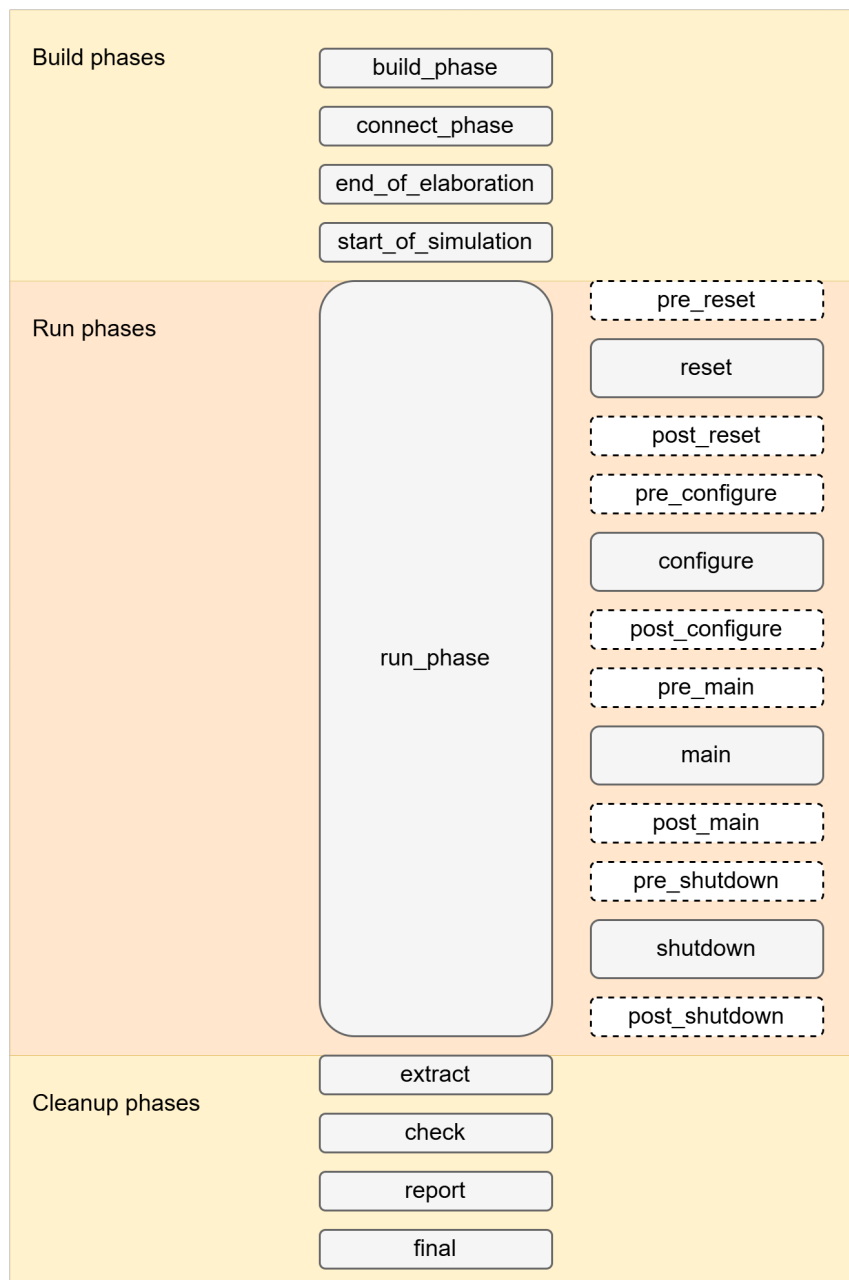 Build phases
build_phase
connect_phase
end_of_elaboration
start_of_simulation
Run phases
run_phase
pre_reset
reset
post_reset
pre_configure
configure
post_configure
pre_main
main
post_main
pre_shutdown
shutdown
post_shutdown
Cleanup phases
extract
check
report
final